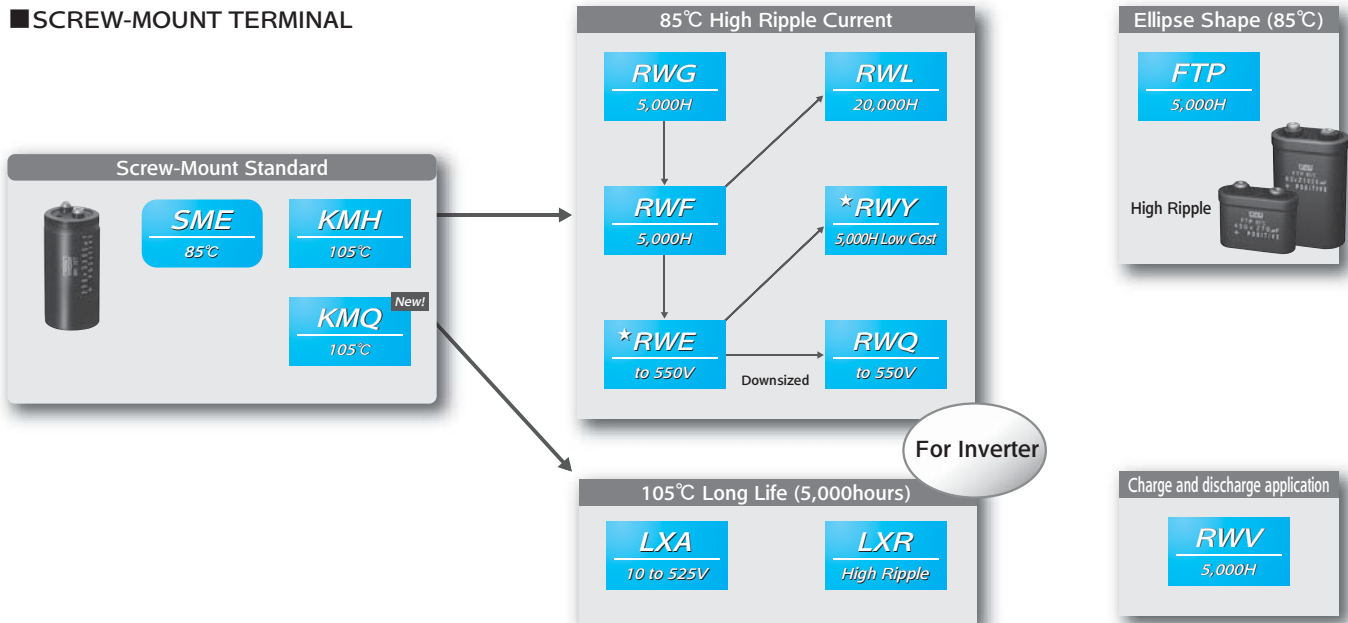 ■SCREW-MOUNT TERMINAL
Screw-Mount Standard
SME
85℃
KMH
105℃
New!
KMQ
105℃
85℃ High Ripple Current
RWG
5,000H
RWL
20,000H
RWF
5,000H
★RWY
5,000H Low Cost
★RWE
to 550V
Downsized
RWQ
to 550V
For Inverter
105℃ Long Life (5,000hours)
LXA
10 to 525V
LXR
High Ripple
Ellipse Shape (85℃)
FTP
5,000H
High Ripple
Charge and discharge application
RWV
5,000H